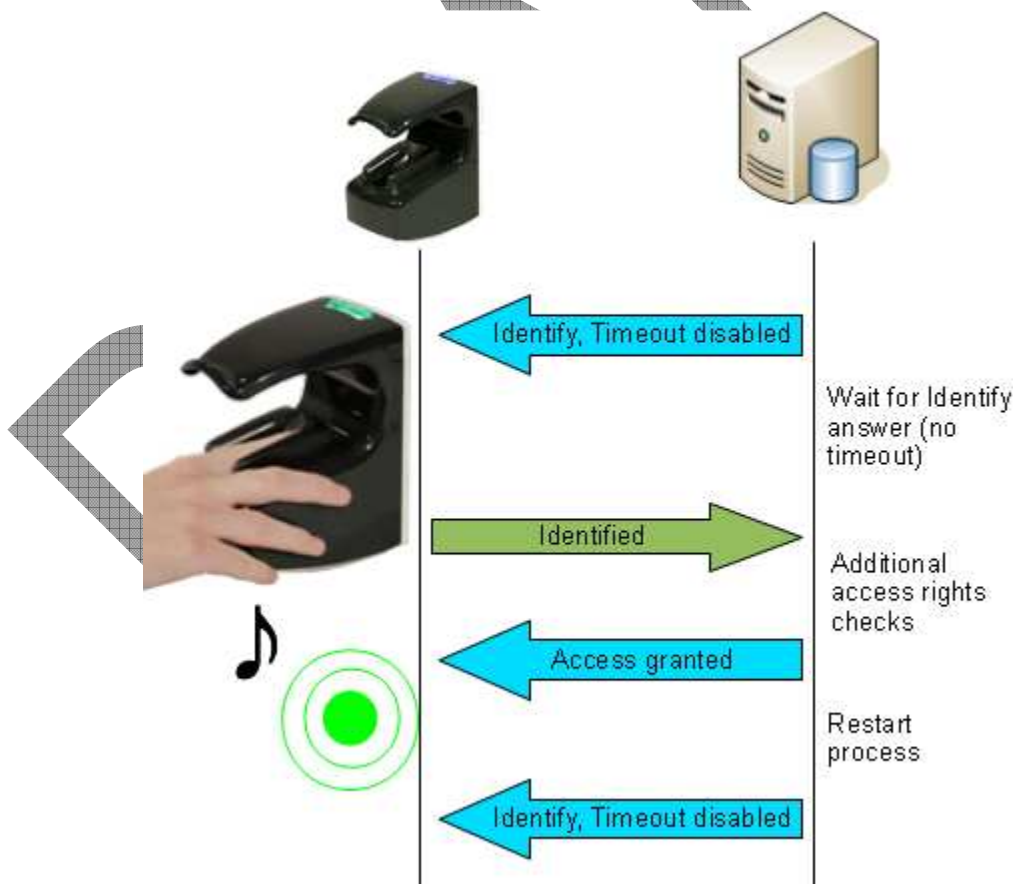 Identify, Timeout disabled
Wait for Identify
answer (no
timeout)
Identified
Additional
access rights
checks
Access granted
Restart
process
Identify, Timeout disabled